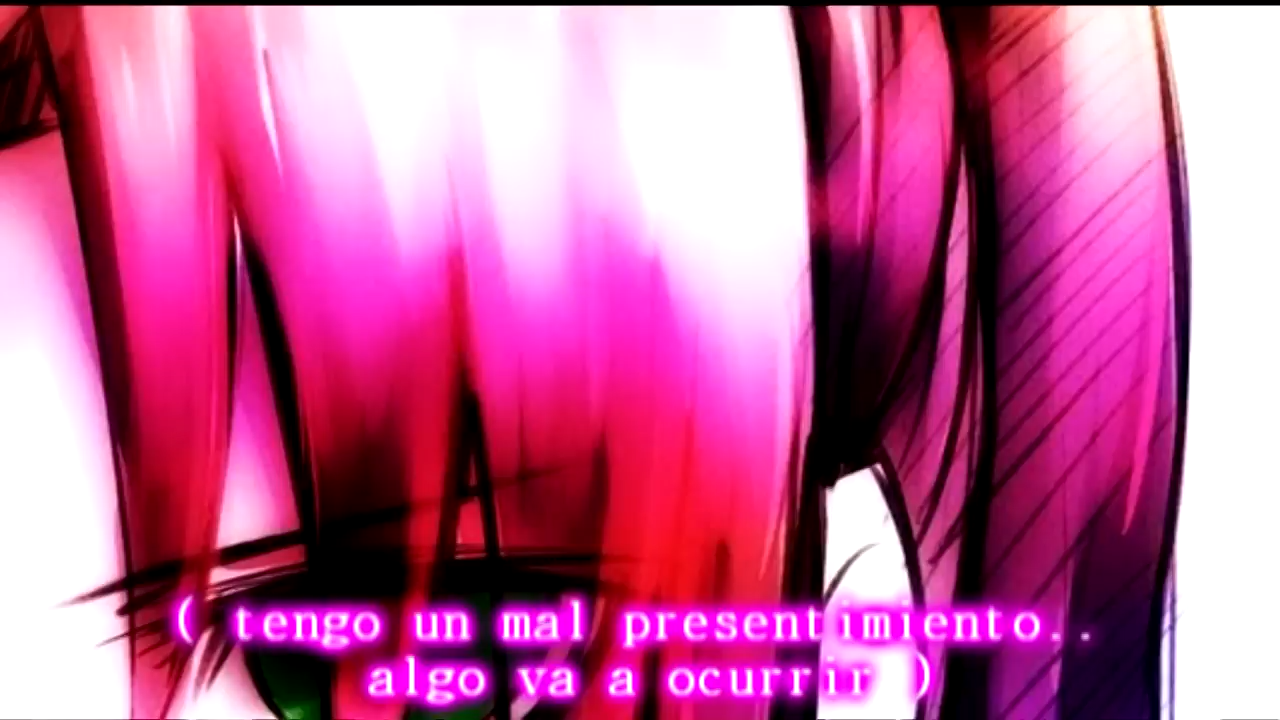 ( tengo un mal presentimiento..
algo va a ocurrir )